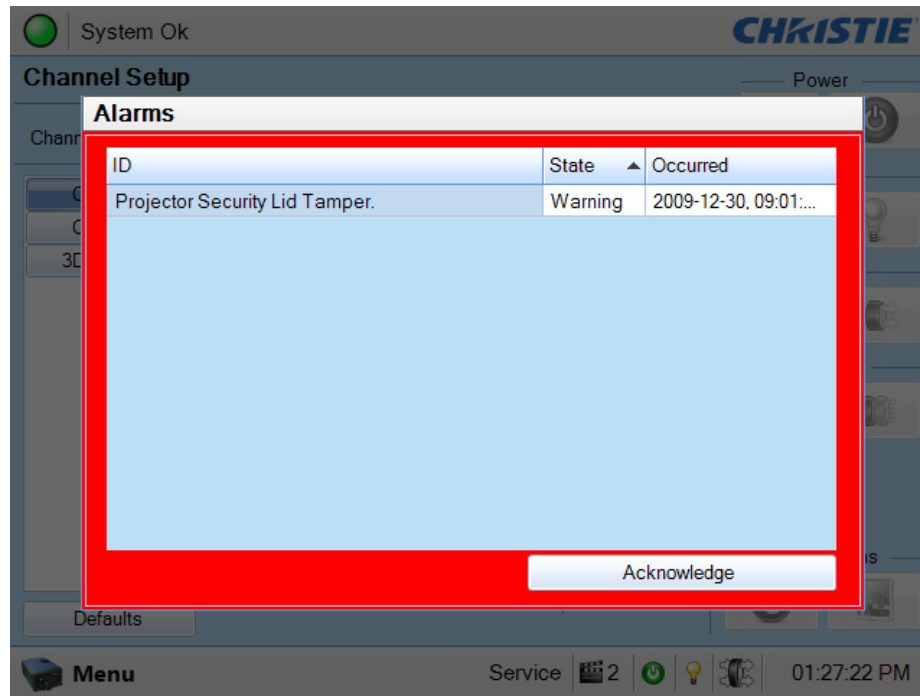 System Ok
CHRISTIE
Channel Setup
Power
Alarms
ID State Occurred
Projector Security Lid Tamper. Warning 2009-12-30, 09:01:...
3D
Acknowledge
Defaults
Menu Service 2 01:27:22 PM